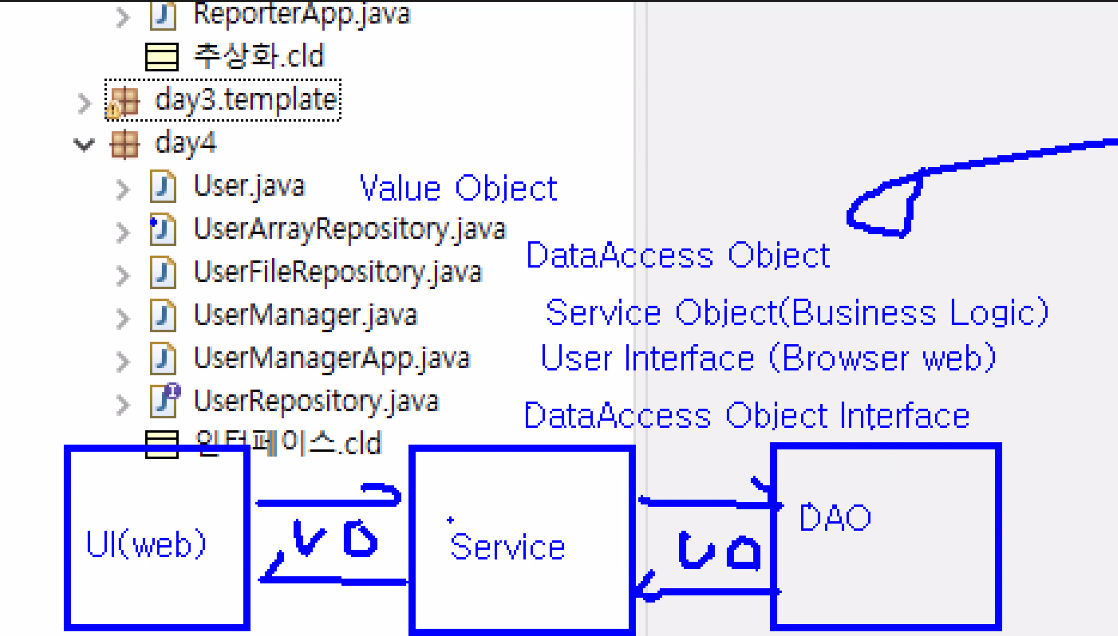 ReporterApp.java
추상화.cld
day3.template
day4
User.java Value Object
UserArrayRepository.java
DataAccess Object
UserFileRepository.java
UserManager.java Service Object(Business Logic)
UserManagerApp.java User Interface (Browser web)
UserRepository.java
DataAccess Object Interface
인터페이스.cld
UI(web)
VO
Service
VO
DAO